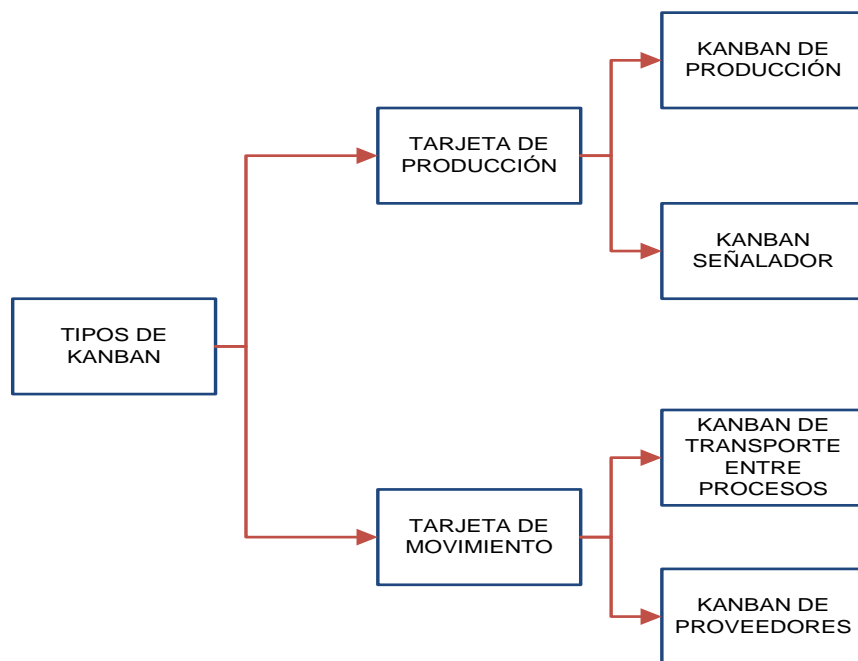 KANBAN DE
PRODUCCIÓN
TARJETA DE
PRODUCCIÓN
KANBAN
SEÑALADOR
TIPOS DE
KANBAN
KANBAN DE
TRANSPORTE
ENTRE
PROCESOS
TARJETA DE
MOVIMIENTO
KANBAN DE
PROVEEDORES